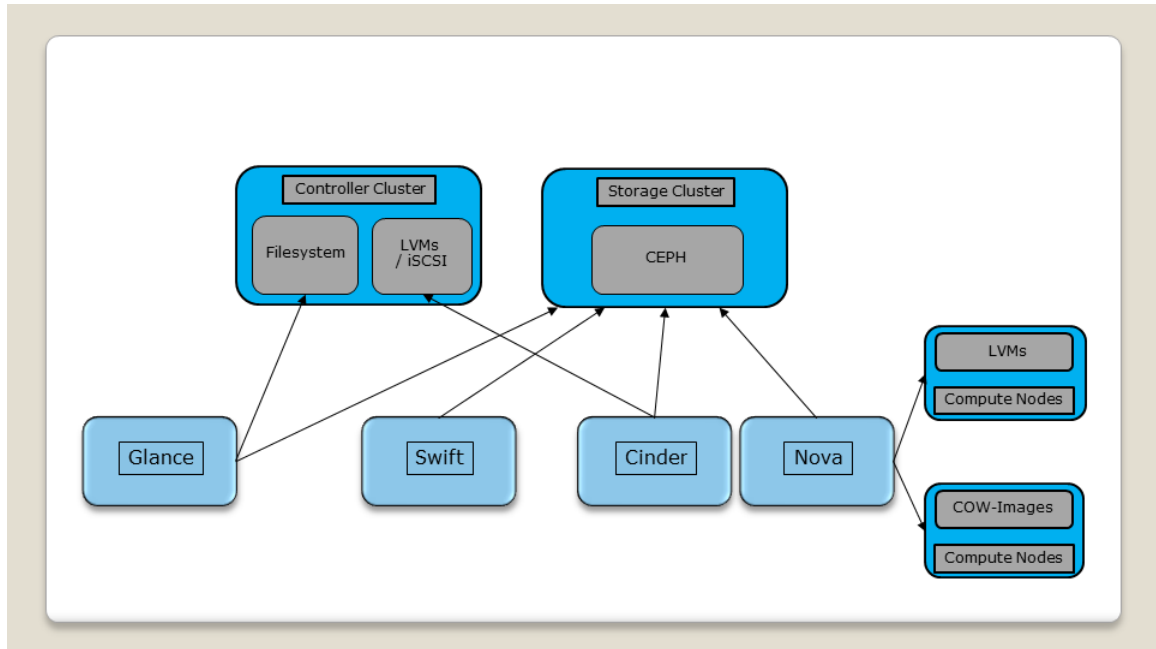 Controller Cluster
Filesystem
LVMs
/ iSCSI
Storage Cluster
CEPH
LVMs
Compute Nodes
Glance
Swift
Cinder
Nova
COW-Images
Compute Nodes